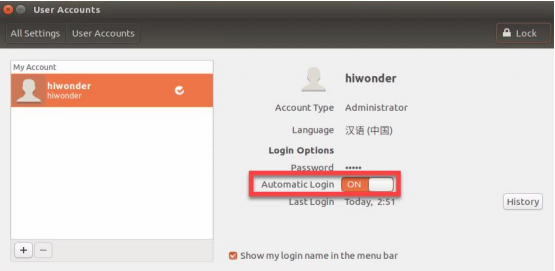 User Accounts
All Settings User Accounts
Lock
My Account
hiwonder
hiwonder
hiwonder
Account Type Administrator
Language 汉语 (中国)
Login Options
Password •••••
Automatic Login ON
Last Login Today, 2:51
History
+ −
Show my login name in the menu bar